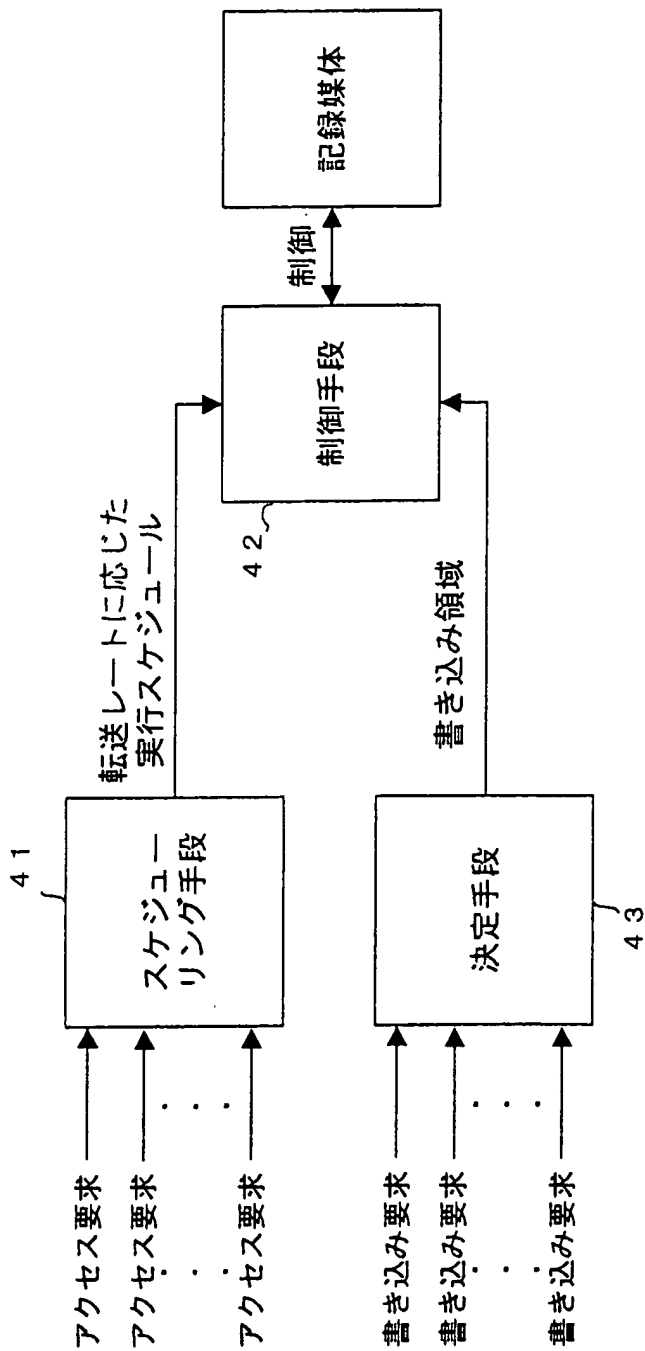 アクセス要求
アクセス要求
アクセス要求
41
スケジュー
リング手段
転送レートに応じた
実行スケジュール
書き込み要求
書き込み要求
書き込み要求
決定手段
43
書き込み領域
42
制御手段
制御
記録媒体